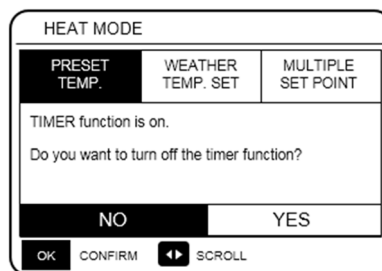 HEAT MODE
PRESET WEATHER MULTIPLE
TEMP. TEMP. SET SET POINT
TIMER function is on.
Do you want to turn off the timer function?
NO YES
OK CONFIRM SCROLL